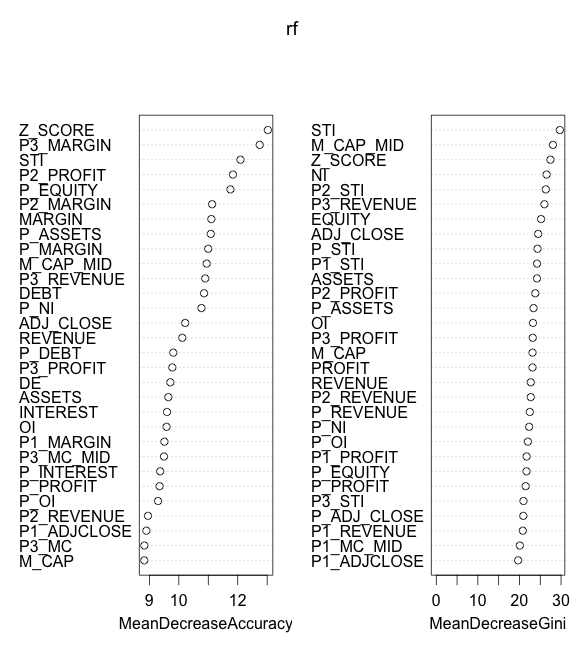 rf
Z_SCORE
P3_MARGIN
STI
P2_PROFIT
P_EQUITY
P2_MARGIN
MARGIN
P_ASSETS
P_MARGIN
M_CAP_MID
P3_REVENUE
DEBT
P_NI
ADJ_CLOSE
REVENUE
P_DEBT
P3_PROFIT
DE
ASSETS
INTEREST
OI
P1_MARGIN
P3_MC_MID
P_INTEREST
P_PROFIT
P_OI
P2_REVENUE
P1_ADJCLOSE
P3_MC
M_CAP
9 10 12
MeanDecreaseAccuracy
STI
M_CAP_MID
Z_SCORE
NI
P2_STI
P3_REVENUE
EQUITY
ADJ_CLOSE
P_STI
P1_STI
ASSETS
P2_PROFIT
P_ASSETS
OI
P3_PROFIT
M_CAP
PROFIT
REVENUE
P2_REVENUE
P_REVENUE
P_NI
P_OI
P1_PROFIT
P_EQUITY
P_PROFIT
P3_STI
P_ADJ_CLOSE
P1_REVENUE
P1_MC_MID
P1_ADJCLOSE
0 10 20 30
MeanDecreaseGini